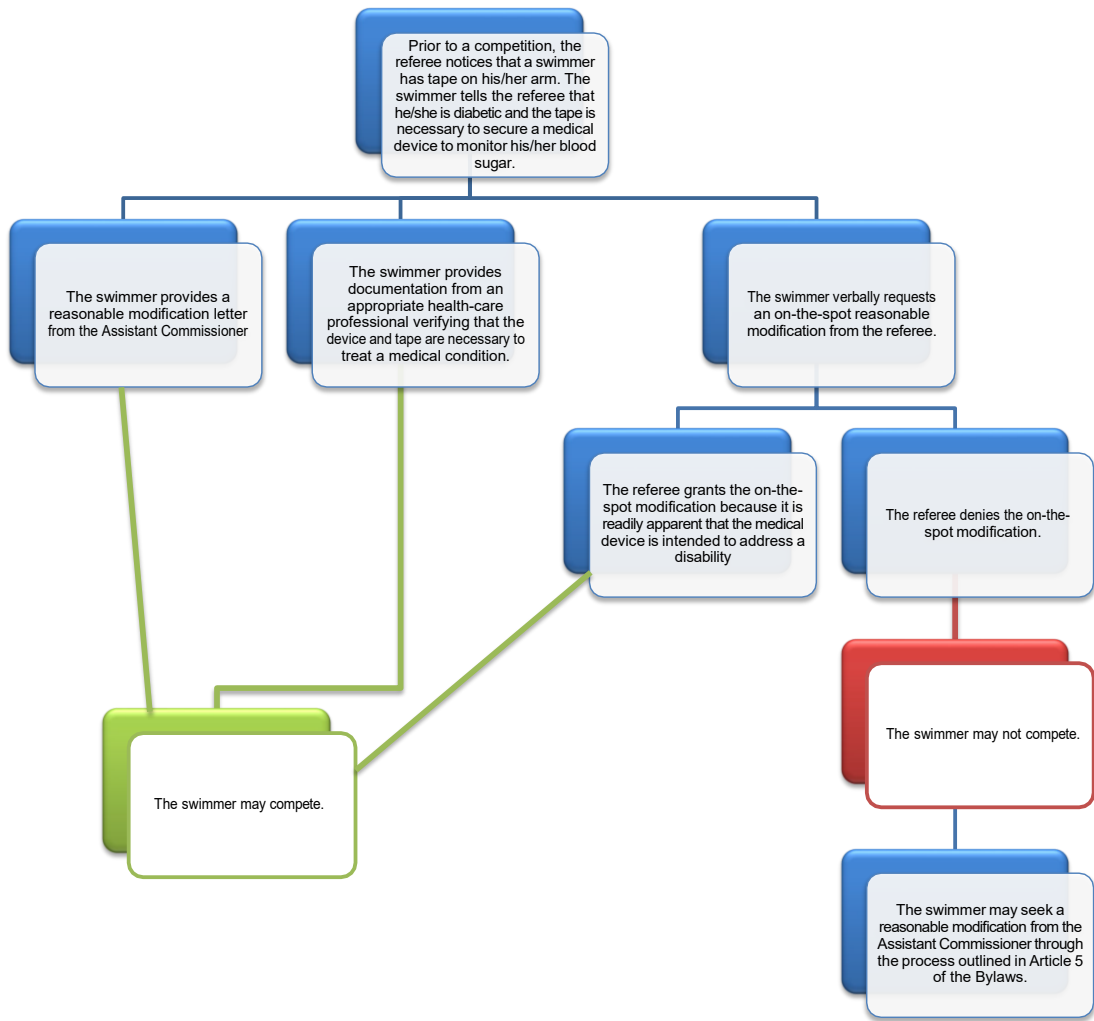 Prior to a competition, the
referee notices that a swimmer
has tape on his/her arm. The
swimmer tells the referee that
he/she is diabetic and the tape is
necessary to secure a medical
device to monitor his/her blood
sugar.
The swimmer provides a
reasonable modification letter
from the Assistant Commissioner
The swimmer provides
documentation from an
appropriate health-care
professional verifying that the
device and tape are necessary to
treat a medical condition.
The swimmer verbally requests
an on-the-spot reasonable
modification from the referee.
The referee grants the on-the-
spot modification because it is
readily apparent that the medical
device is intended to address a
disability
The referee denies the on-the-
spot modification.
The swimmer may compete.
The swimmer may not compete.
The swimmer may seek a
reasonable modification from the
Assistant Commissioner through
the process outlined in Article 5
of the Bylaws.